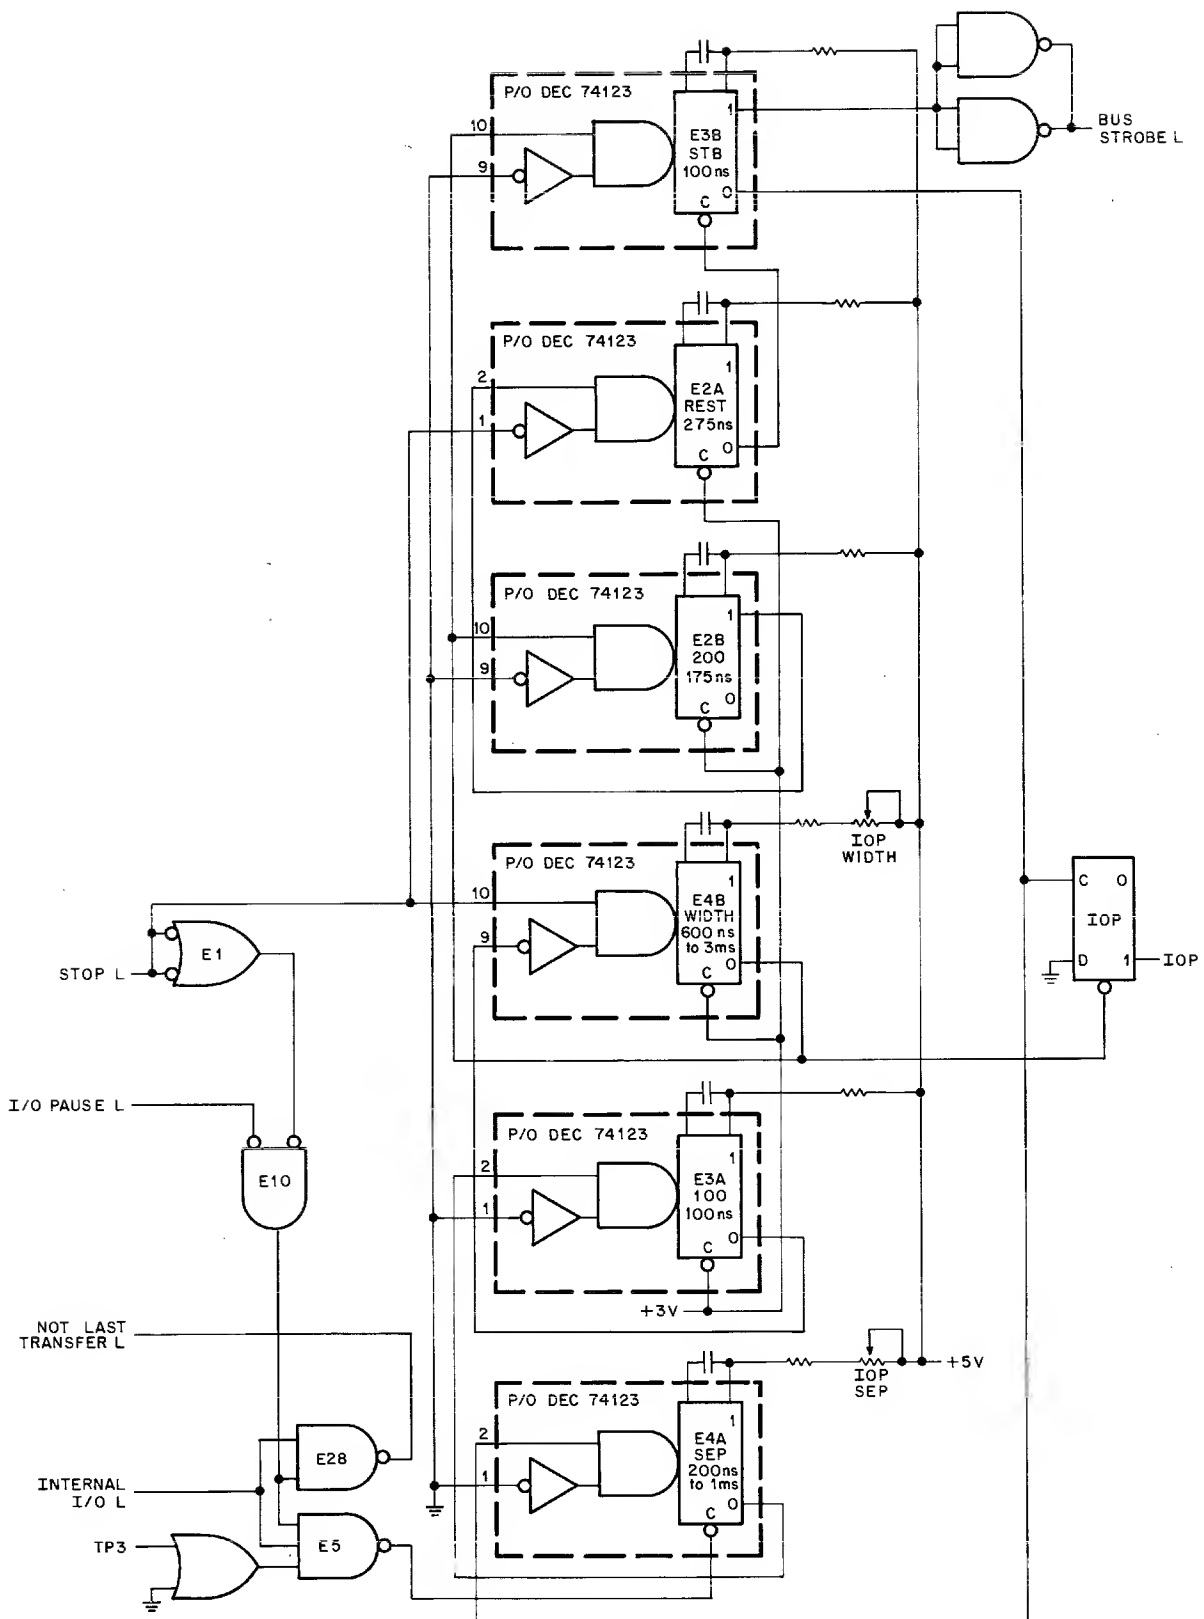 P/O DEC 74123
10
9
E3B
STB
100ns
1
0
C
BUS
STROBE L
P/O DEC 74123
2
1
E2A
REST
275ns
1
0
C
P/O DEC 74123
10
9
E2B
200
175ns
1
0
C
IOP
WIDTH
P/O DEC 74123
10
9
E4B
WIDTH
600 ns
to 3ms
1
0
C
STOP L
E1
C
0
IOP
D
1
IOP
I/O PAUSE L
E10
P/O DEC 74123
2
1
E3A
100
100ns
1
0
C
+3V
NOT LAST
TRANSFER L
IOP
SEP
+5V
P/O DEC 74123
2
1
E4A
SEP
200ns
to 1ms
1
0
C
E28
INTERNAL
I/O L
TP3
E5